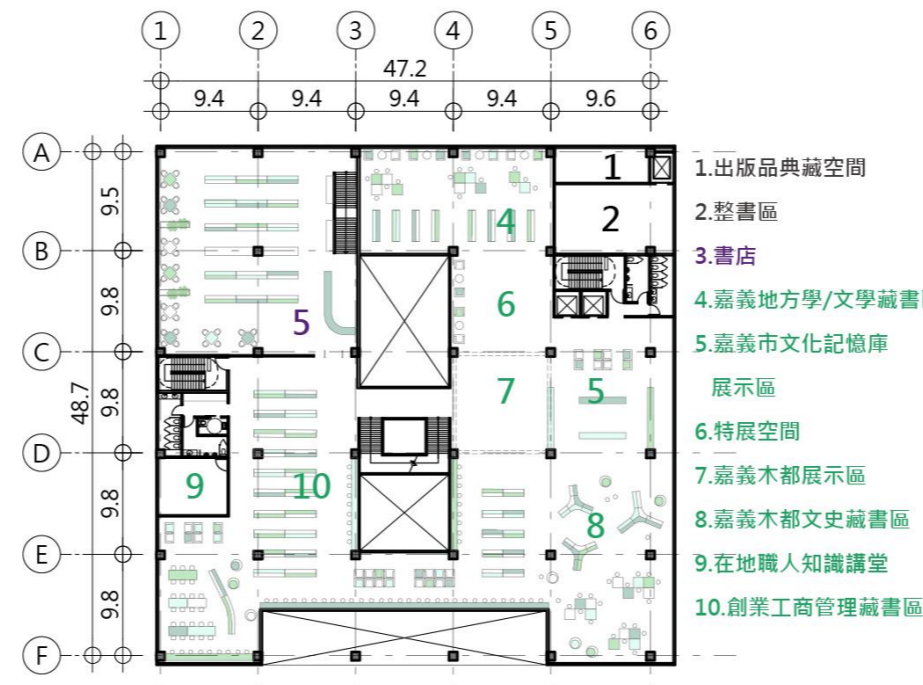 1 2 3 4 5 6
47.2
9.4 9.4 9.4 9.4 9.6
A
B
C
D
E
F
9.5
9.8
9.8
9.8
9.8
48.7
1
2
4
5
6
7
5
8
9
10
1.出版品典藏空間
2.整書區
3.書店
4.嘉義地方學/文學藏書
5.嘉義市文化記憶庫
展示區
6.特展空間
7.嘉義木都展示區
8.嘉義木都文史藏書區
9.在地職人知識講堂
10.創業工商管理藏書區